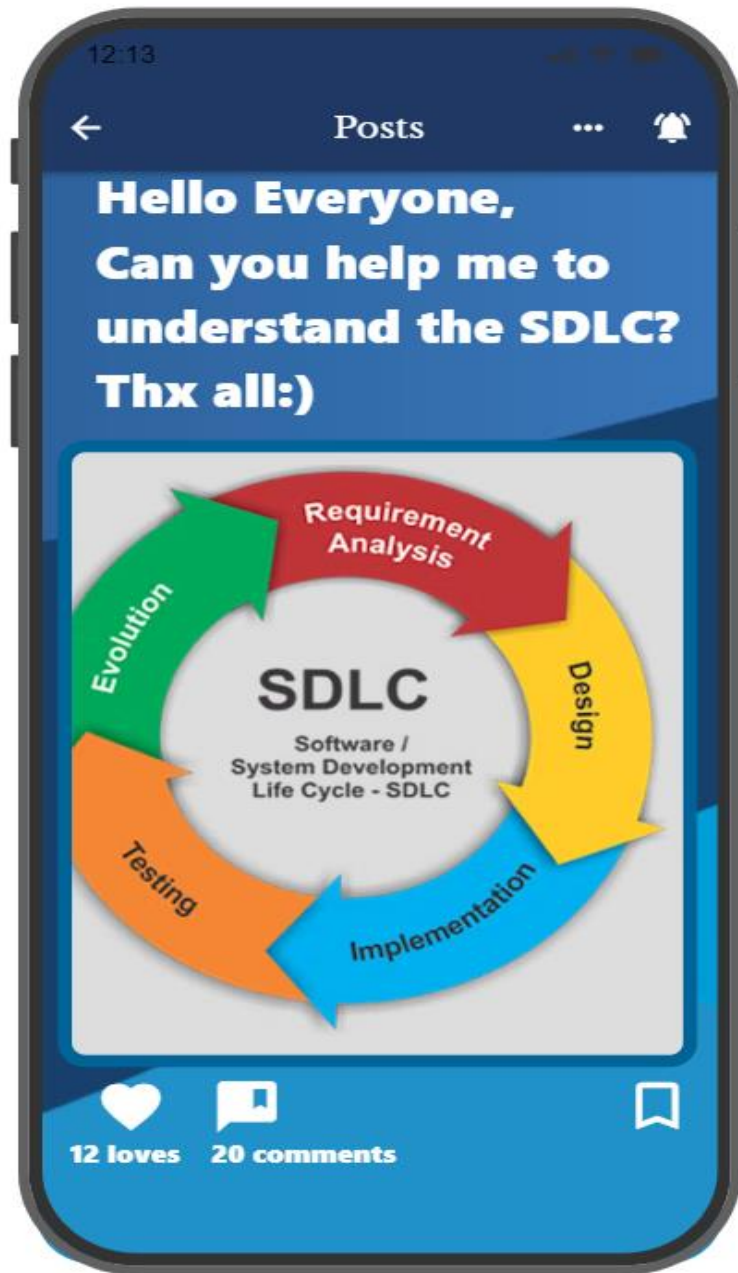 12:13
Posts
Hello Everyone,
Can you help me to
understand the SDLC?
Thx all:)
Requirement
Analysis
Evolution
Design
SDLC
Software /
System Development
Life Cycle - SDLC
Testing
Implementation
12 loves
20 comments